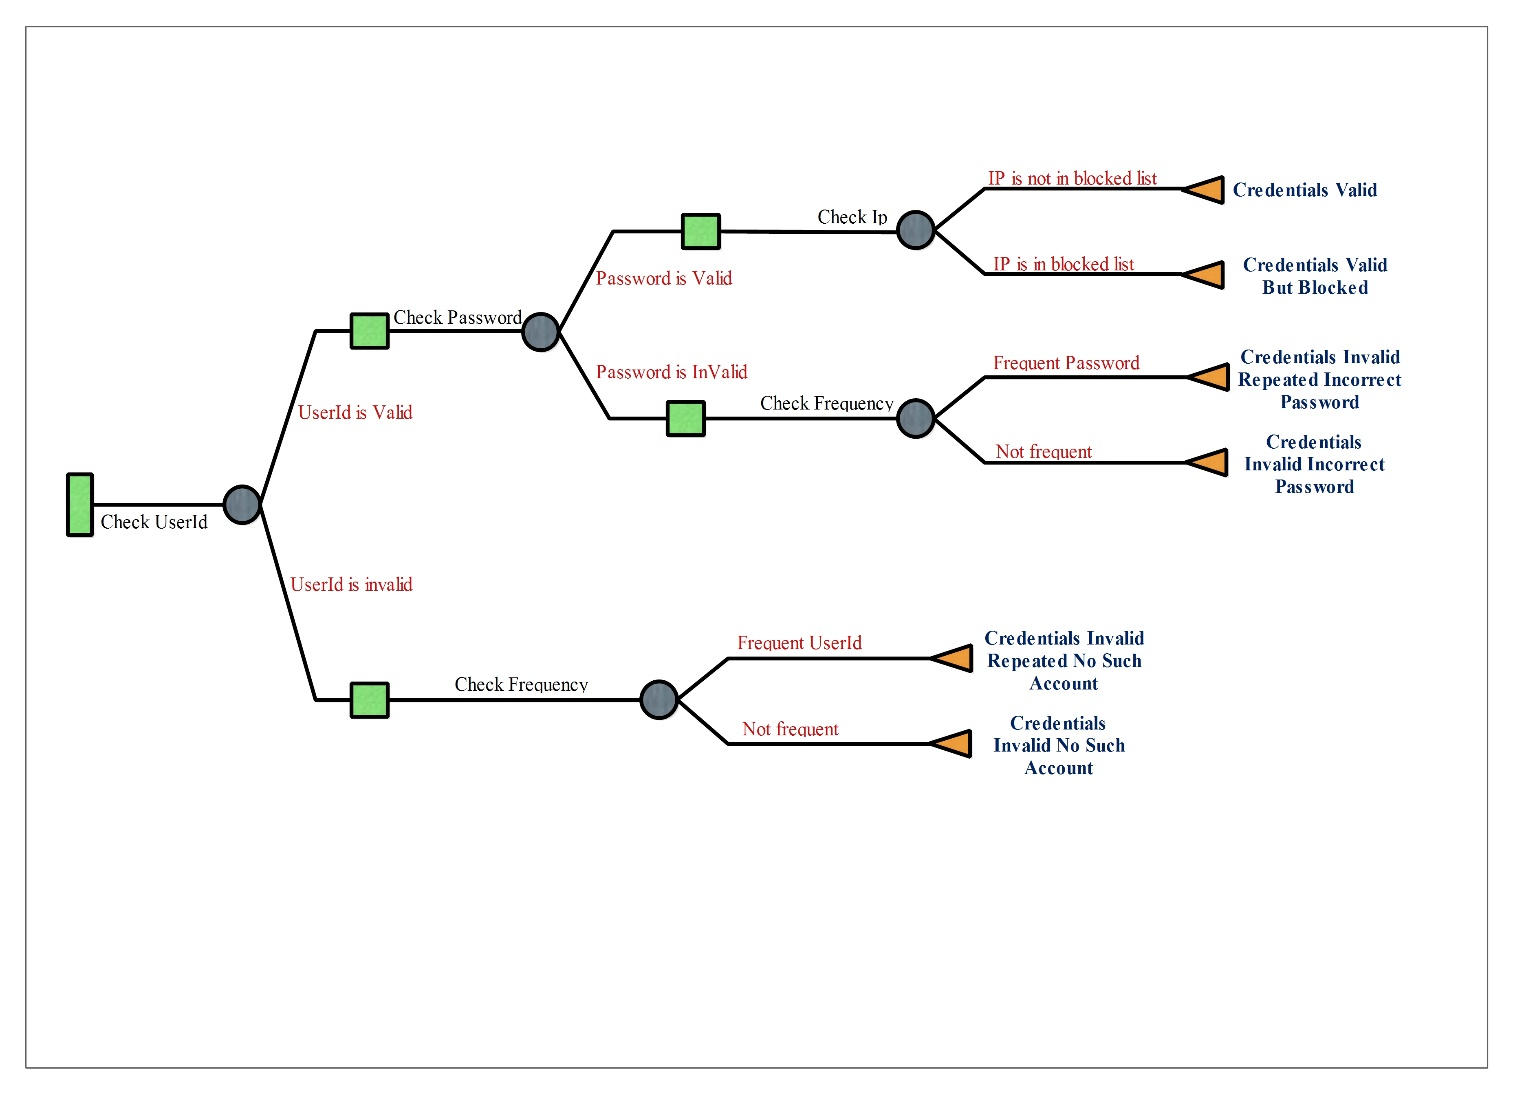 IP is not in blocked list
Credentials Valid
Check Ip
IP is in blocked list
Credentials Valid
But Blocked
Password is Valid
Check Password
Password is InValid
Frequent Password
Credentials Invalid
Repeated Incorrect
Password
Check Frequency
Not frequent
Credentials
Invalid Incorrect
Password
UserId is Valid
Check UserId
UserId is invalid
Frequent UserId
Credentials Invalid
Repeated No Such
Account
Check Frequency
Not frequent
Credentials
Invalid No Such
Account